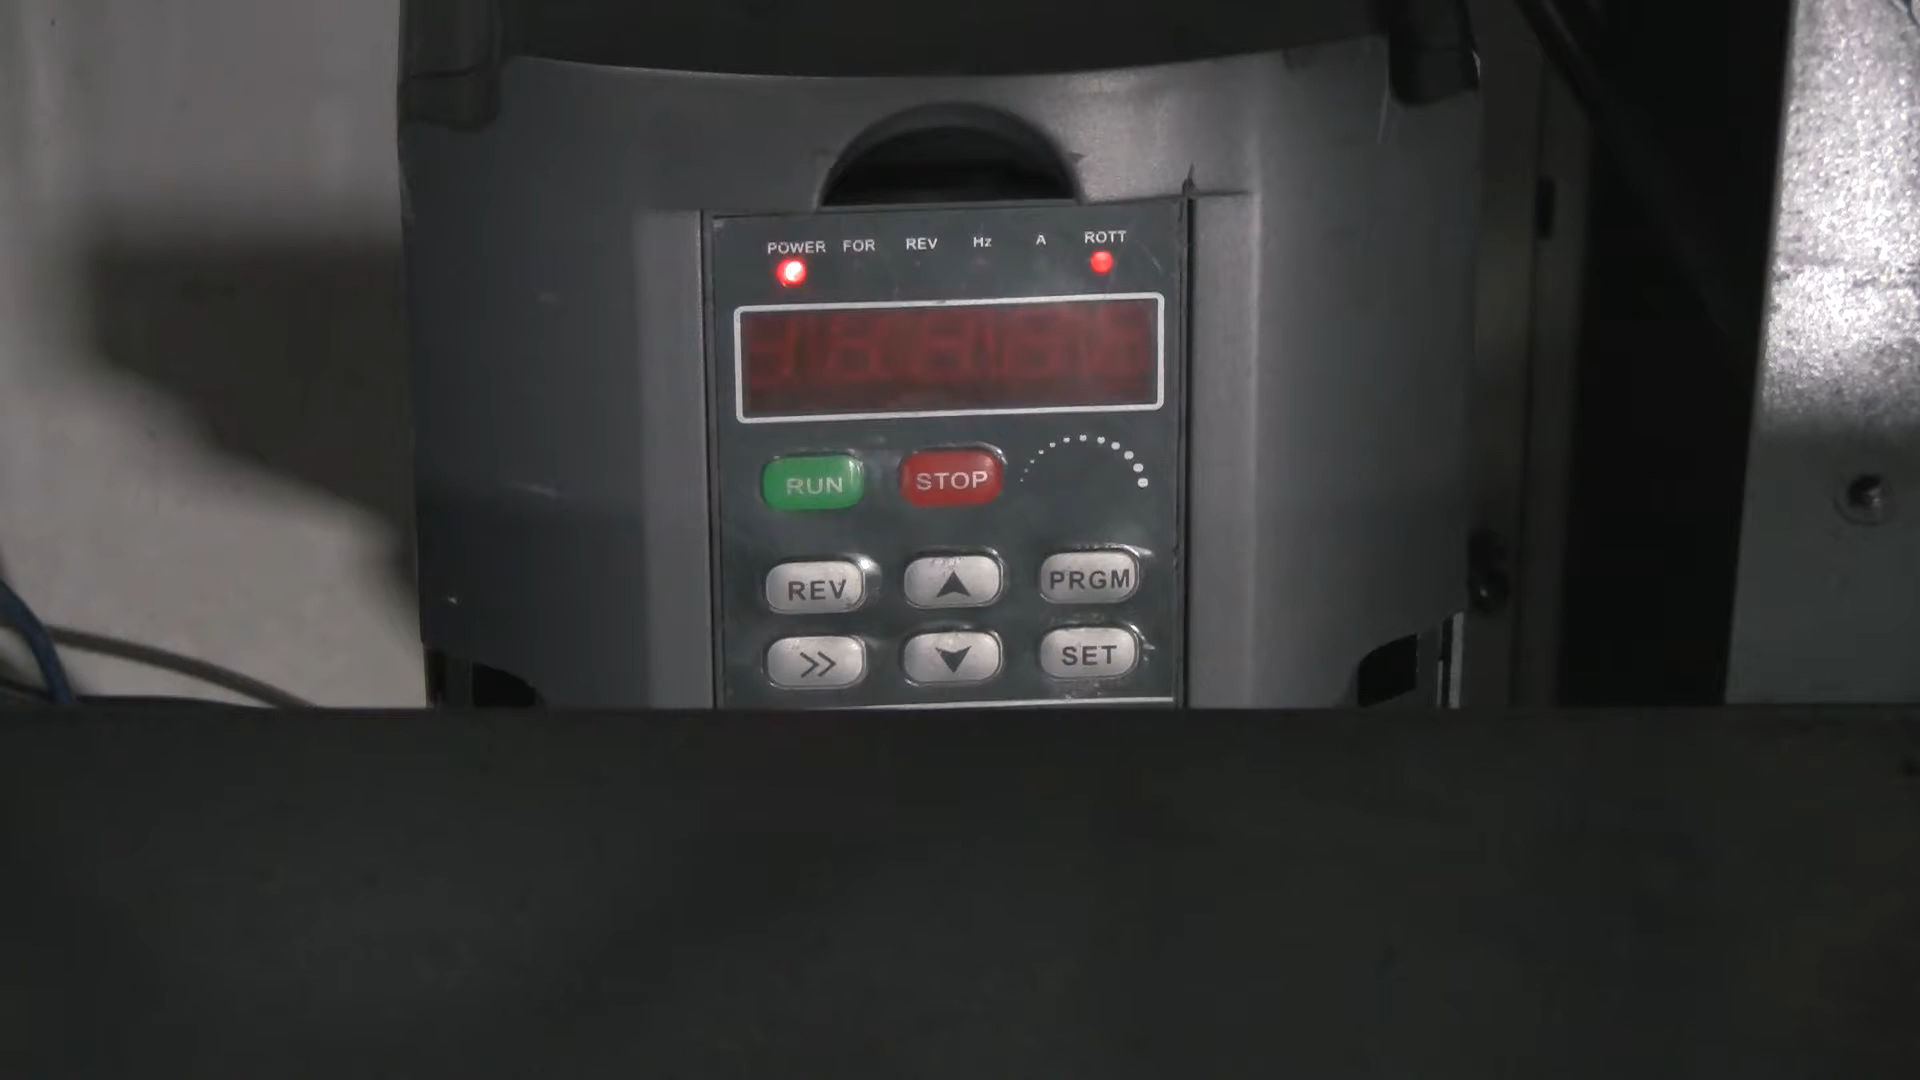 POWER FOR REV Hz A ROTT
RUN STOP
REV PRGM
>> SET